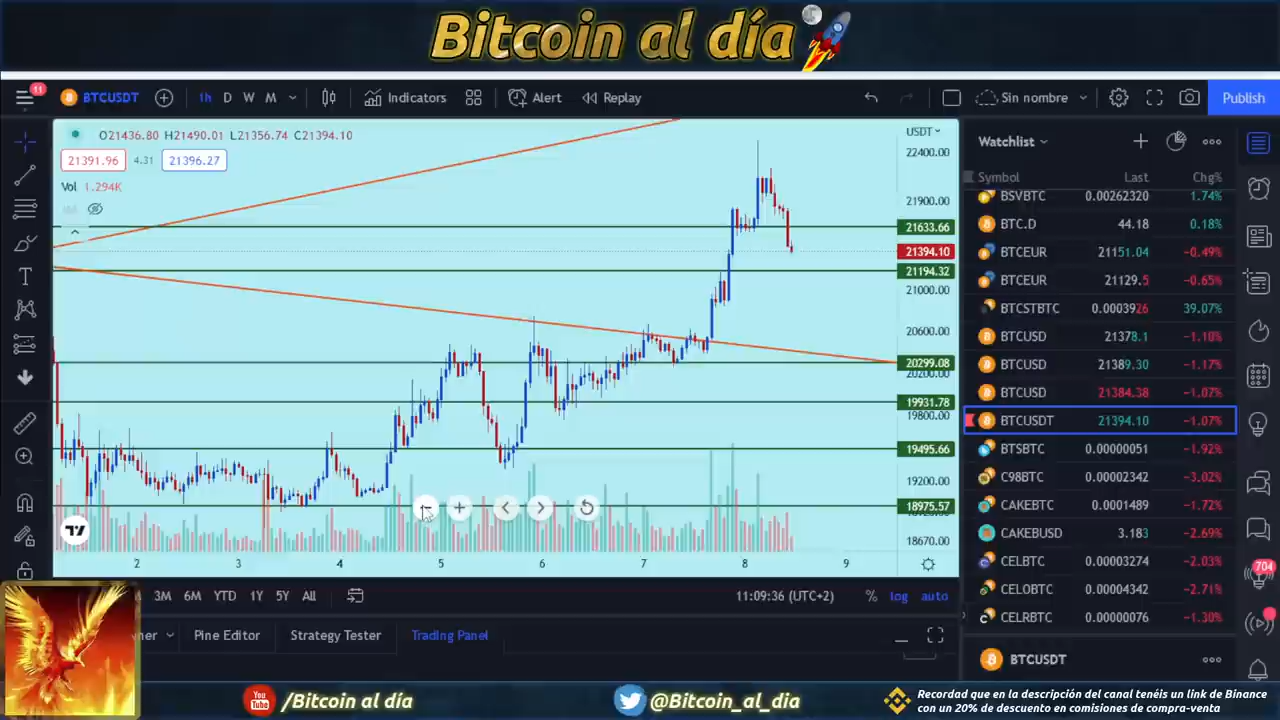 Bitcoin al día
11
BTCUSDT
1h D W M
Indicators
Alert
Replay
Sin nombre
Publish
O21436.80 H21490.01 L21356.74 C21394.10
21391.96 4.31 21396.27
Vol 1.294K
USDT
22400.00
21900.00
21633.66
21394.10
21194.32
21000.00
20600.00
20299.08
20200.00
19931.78
19800.00
19495.66
19200.00
18975.57
18670.00
2 3 4 5 6 7 8 9
3M 6M YTD 1Y 5Y All
11:09:36 (UTC+2) % log auto
Pine Editor Strategy Tester Trading Panel
Watchlist
Symbol Last Chg%
BSVBTC 0.00262320 1.74%
BTC.D 44.18 0.18%
BTCEUR 21151.04 −0.49%
BTCEUR 21129.5 −0.65%
BTCSTBTC 0.0003926 39.07%
BTCUSD 21378.1 −1.10%
BTCUSD 21389.30 −1.17%
BTCUSD 21384.38 −1.07%
BTCUSDT 21394.10 −1.07%
BTSBTC 0.00000051 −1.92%
C98BTC 0.00002342 −3.02%
CAKEBTC 0.0001489 −1.72%
CAKEBUSD 3.183 −2.69%
CELBTC 0.00003274 −2.03%
CELOBTC 0.00004342 −2.71%
CELRBTC 0.00000076 −1.30%
BTCUSDT
704
You Tube
/Bitcoin al día
@Bitcoin_al_dia
Recordad que en la descripción del canal tenéis un link de Binance
con un 20% de descuento en comisiones de compra-venta